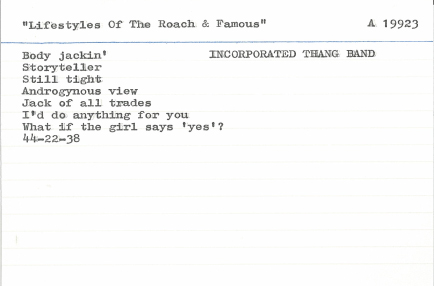 "Lifestyles Of The Roach & Famous" A 19923
Body jackin' INCORPORATED THANG BAND
Storyteller
Still tight
Androgynous view
Jack of all trades
I'd do anything for you
What if the girl says 'yes'?
44-22-38